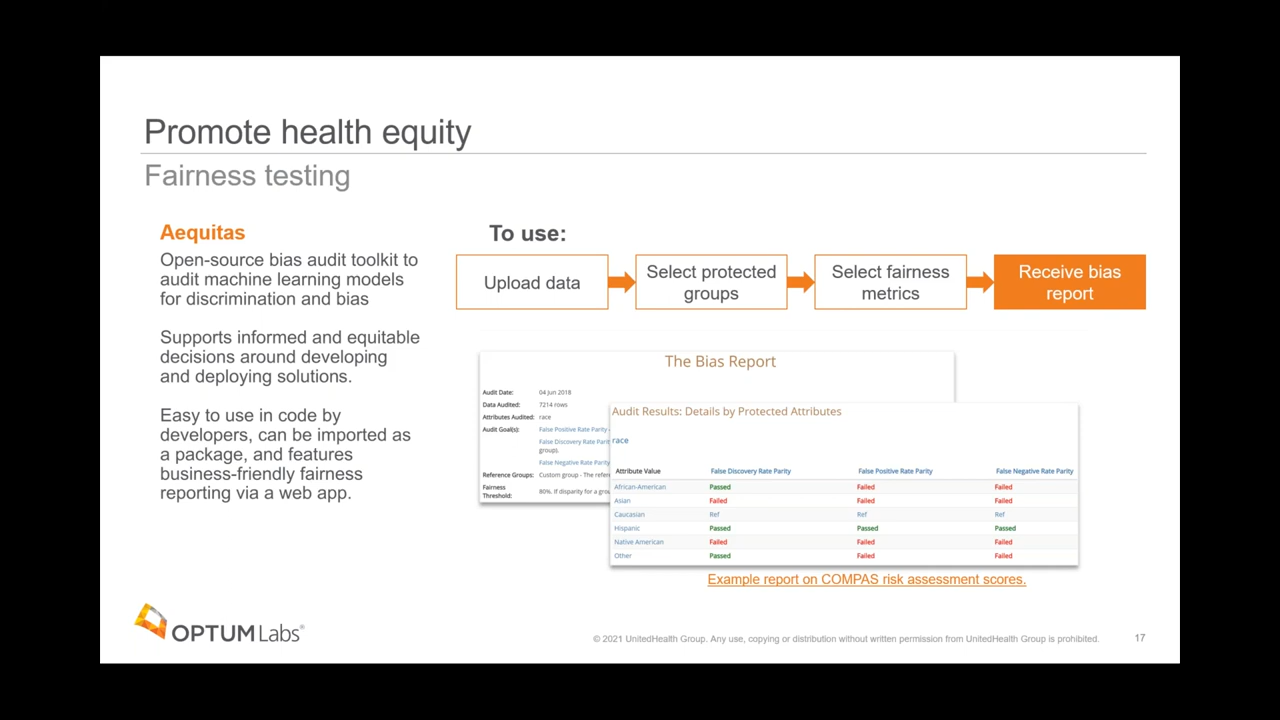 Promote health equity
Fairness testing
Aequitas
Open-source bias audit toolkit to
audit machine learning models
for discrimination and bias
Supports informed and equitable
decisions around developing
and deploying solutions.
Easy to use in code by
developers, can be imported as
a package, and features
business-friendly fairness
reporting via a web app.
To use:
Upload data
Select protected
groups
Select fairness
metrics
Receive bias
report
The Bias Report
Audit Date: 04 Jun 2018
Data Audited: 7214 rows
Attributes Audited: race
Audit Goal(s): False Positive Rate Parity -
False Discovery Rate Parity
groups).
False Negative Rate Parity
Reference Groups: Custom group - The refere
Fairness
Threshold: 80%. If disparity for a grou
Audit Results: Details by Protected Attributes
race
Attribute Value False Discovery Rate Parity False Positive Rate Parity False Negative Rate Parity
African-American Passed Failed Failed
Asian Failed Failed Failed
Caucasian Ref Ref Ref
Hispanic Passed Passed Passed
Native American Failed Failed Failed
Other Passed Failed Failed
Example report on COMPAS risk assessment scores.
OPTUM Labs®
© 2021 UnitedHealth Group. Any use, copying or distribution without written permission from UnitedHealth Group is prohibited. 17